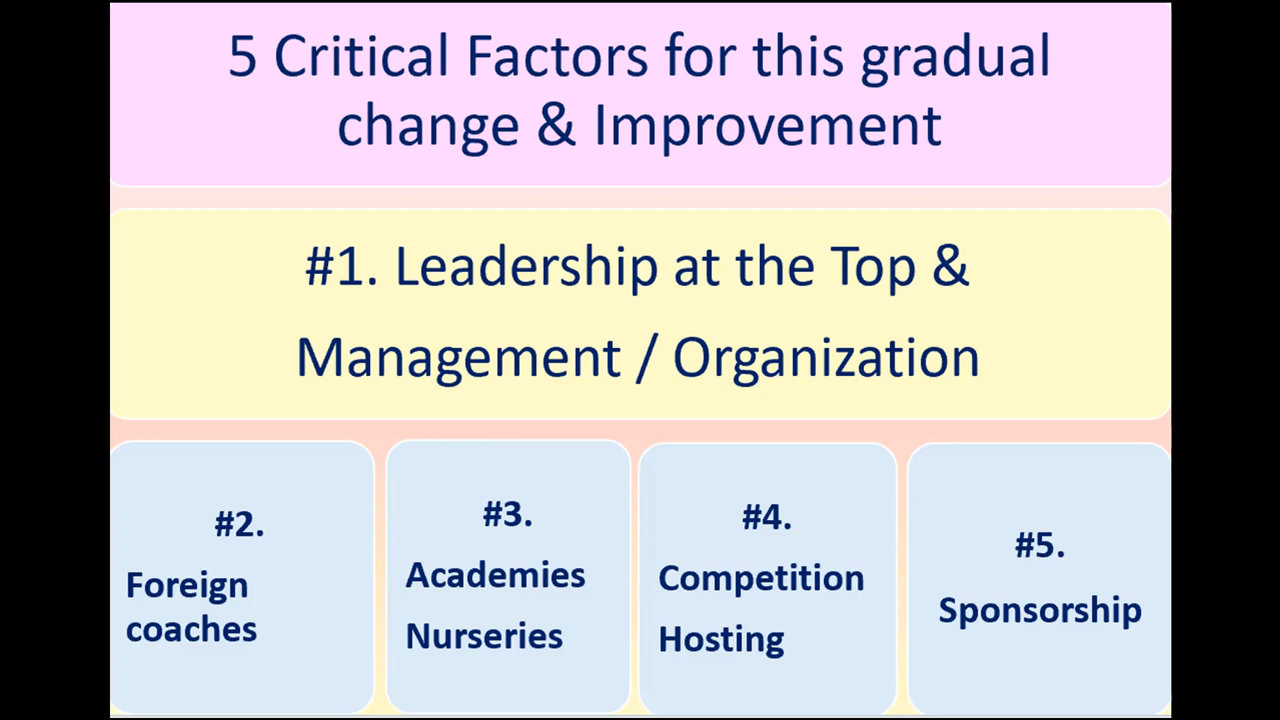 5 Critical Factors for this gradual
change & Improvement
#1. Leadership at the Top &
Management / Organization
#2.
Foreign
coaches
#3.
Academies
Nurseries
#4.
Competition
Hosting
#5.
Sponsorship